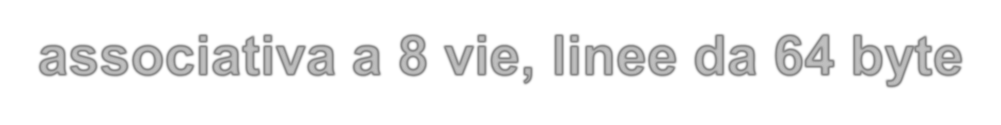 associativa a 8 vie, linee da 64 byte